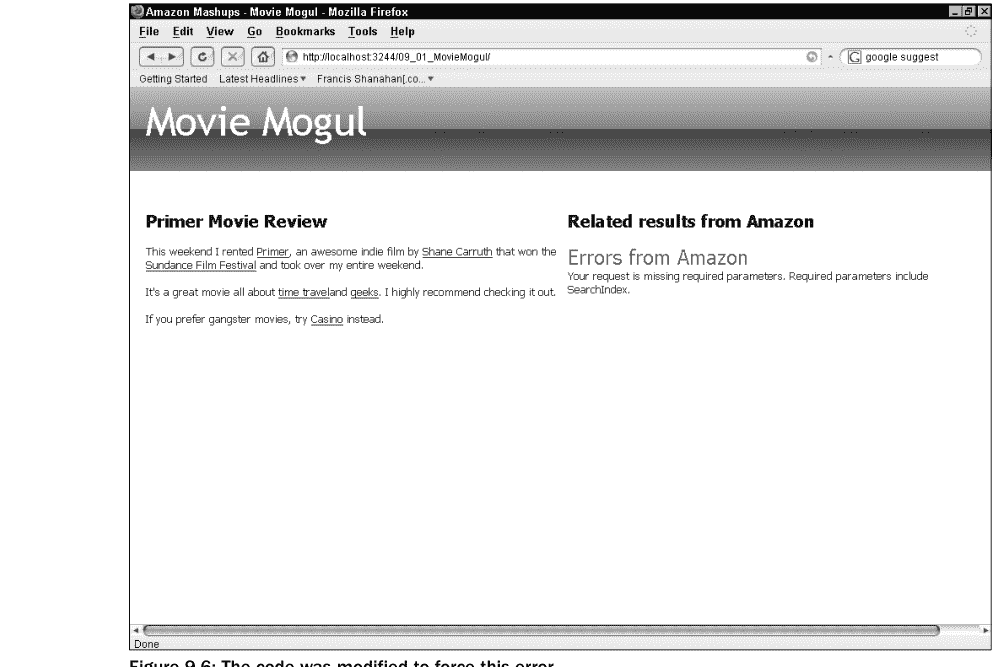 Amazon Mashups - Movie Mogul - Mozilla Firefox
File Edit View Go Bookmarks Tools Help
http://localhost:3244/09_01_MovieMogul/
G google suggest
Getting Started Latest Headlines Francis Shanahan[.co...
Movie Mogul
Primer Movie Review
This weekend I rented Primer, an awesome indie film by Shane Carruth that won the
Sundance Film Festival and took over my entire weekend.
It's a great movie all about time traveland geeks. I highly recommend checking it out.
If you prefer gangster movies, try Casino instead.
Related results from Amazon
Errors from Amazon
Your request is missing required parameters. Required parameters include
SearchIndex.
Done
Figure 9-6: The code was modified to force this error